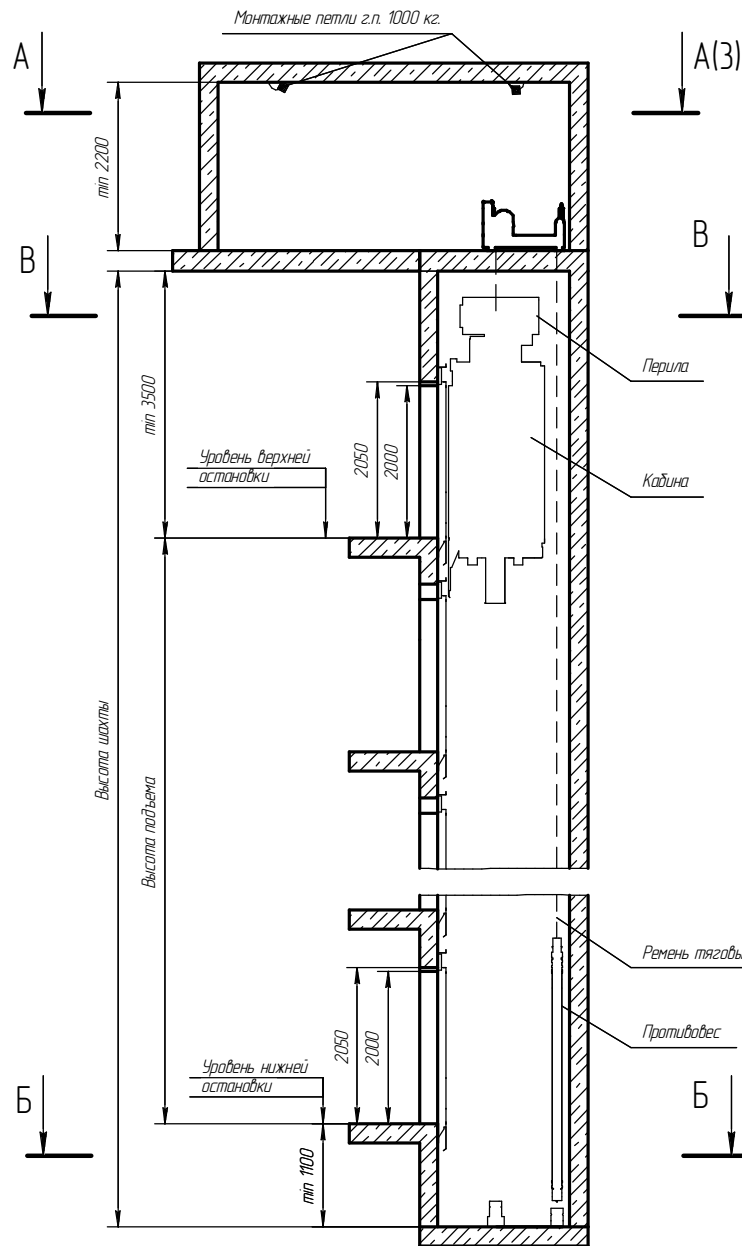 Монтажные петли г.п. 1000 кг.
А
А(3)
min 2200
В
В
Перила
min 3500
2050
2000
Уровень верхней
остановки
Кабина
Высота шахты
Высота подъема
Ремень тяговы
Противовес
2050
2000
Уровень нижней
остановки
Б
Б
min 1100